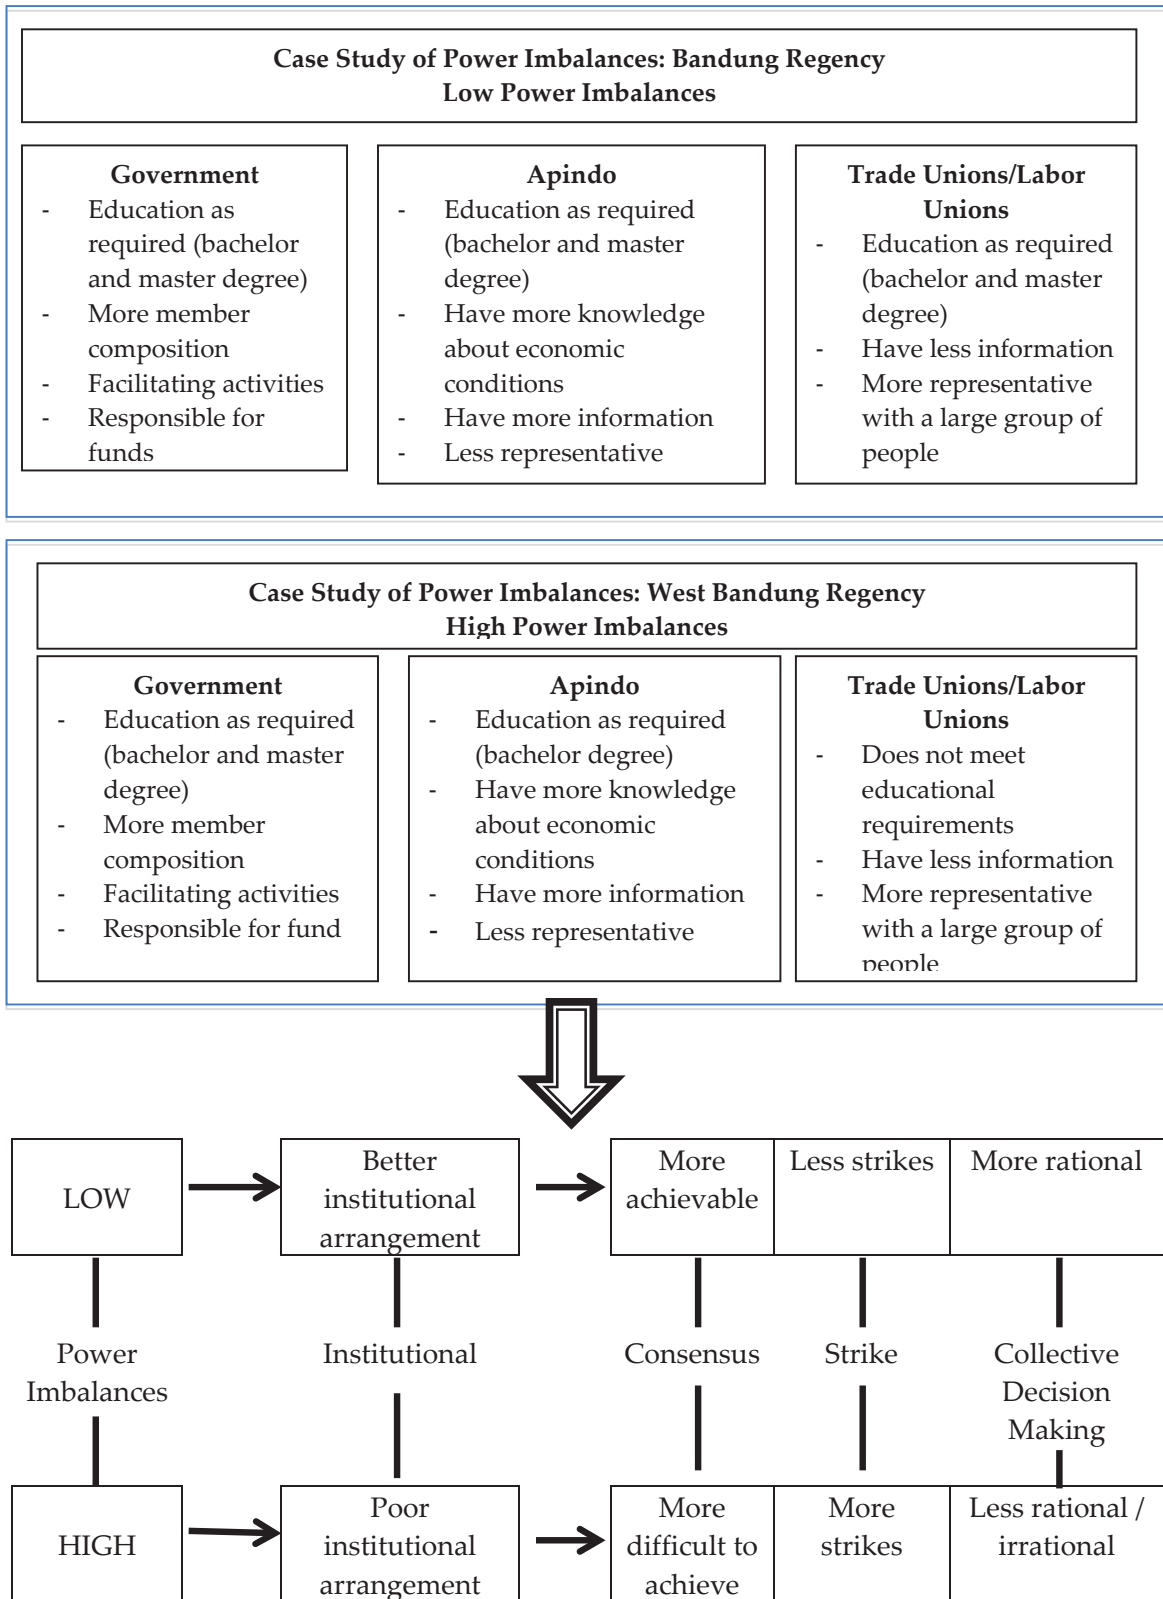 Case Study of Power Imbalances: Bandung Regency
Low Power Imbalances
Government
- Education as
required (bachelor
and master degree)
- More member
composition
- Facilitating activities
- Responsible for
funds
Apindo
- Education as required
(bachelor and master
degree)
- Have more knowledge
about economic
conditions
- Have more information
- Less representative
Trade Unions/Labor
Unions
- Education as required
(bachelor and master
degree)
- Have less information
- More representative
with a large group of
people
Case Study of Power Imbalances: West Bandung Regency
High Power Imbalances
Government
- Education as required
(bachelor and master
degree)
- More member
composition
- Facilitating activities
- Responsible for fund
Apindo
- Education as required
(bachelor degree)
- Have more knowledge
about economic
conditions
- Have more information
- Less representative
Trade Unions/Labor
Unions
- Does not meet
educational
requirements
- Have less information
- More representative
with a large group of
people
LOW
Better
institutional
arrangement
More
achievable
Less strikes
More rational
Power
Imbalances
Institutional
Consensus
Strike
Collective
Decision
Making
HIGH
Poor
institutional
arrangement
More
difficult to
achieve
More
strikes
Less rational /
irrational